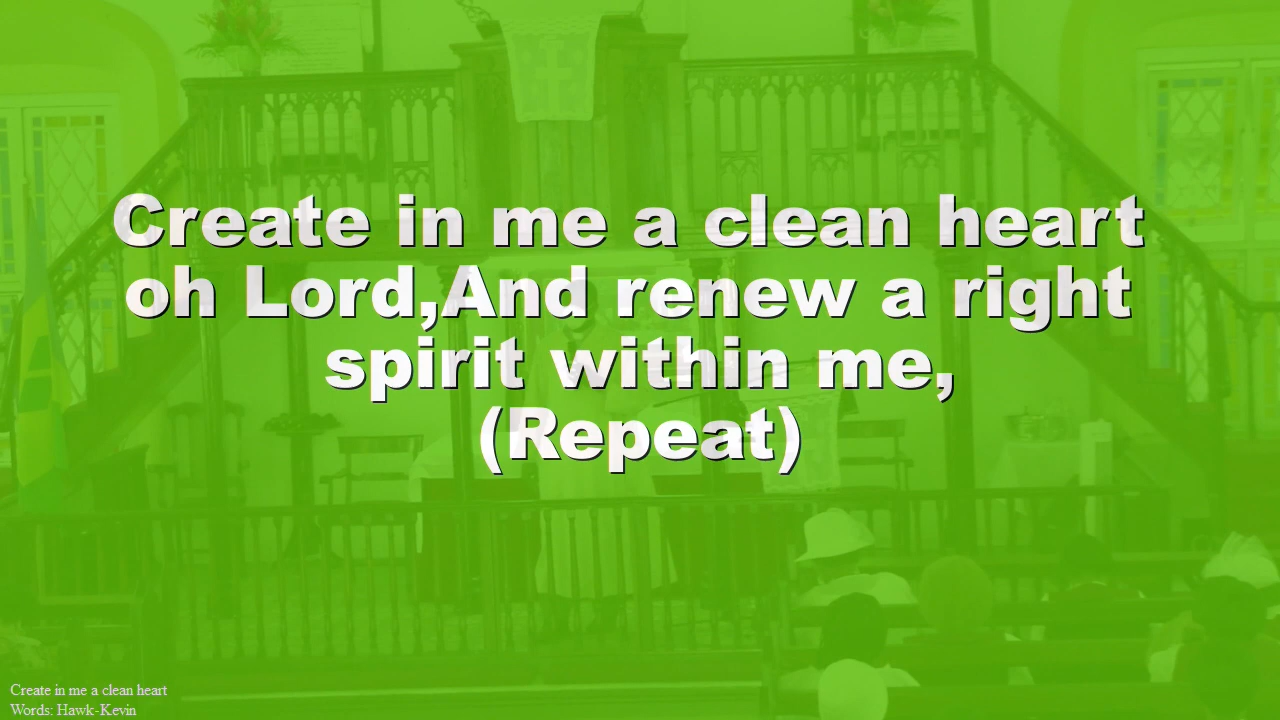 Create in me a clean heart
oh Lord,And renew a right
spirit within me,
(Repeat)
Create in me a clean heart
Words: Hawk-Kevin